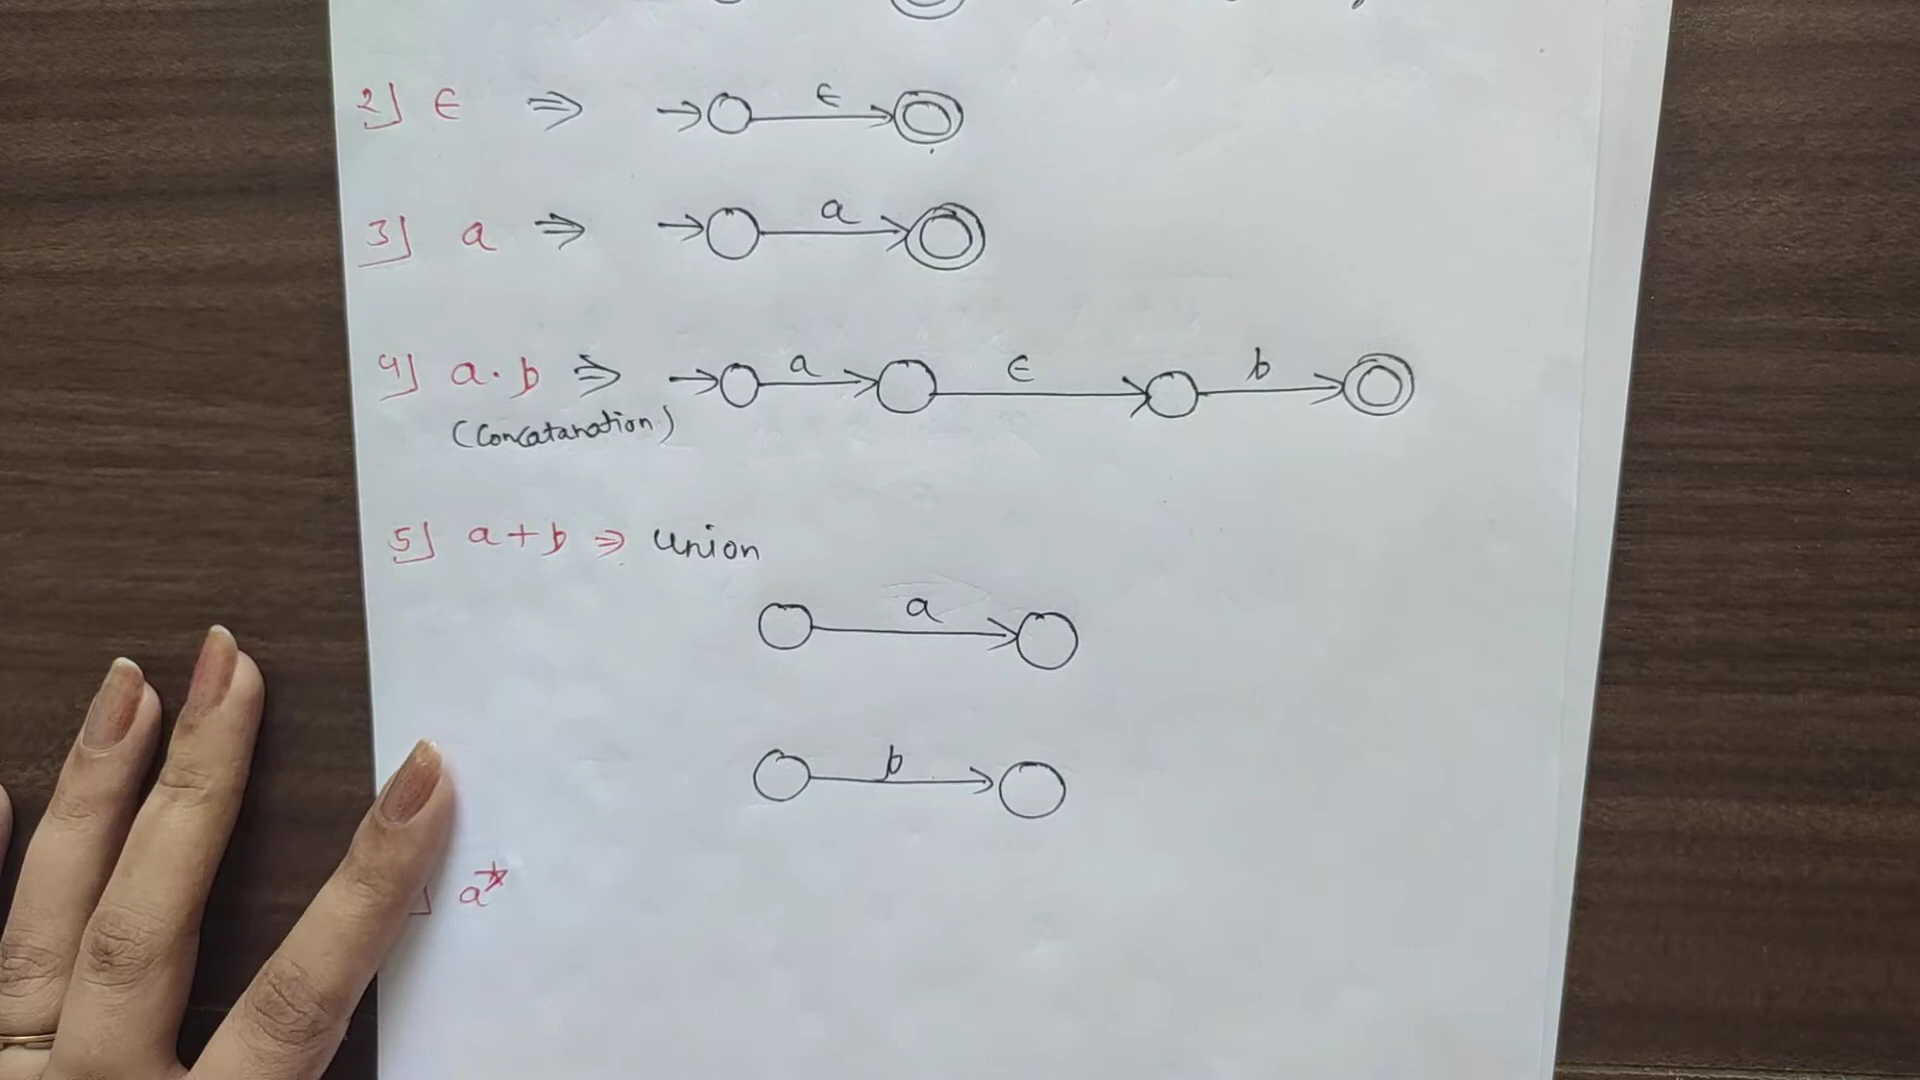 2] ∈ ⇒ → ∈
3] a ⇒ → a
4] a·b ⇒ → a ∈ b
(Concatanation)
5] a+b ⇒ union
a
b
] a*